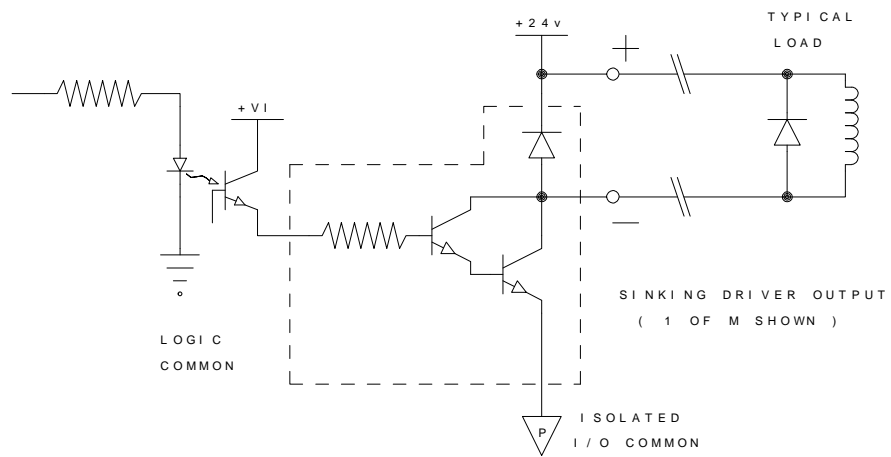 +24v
TYPICAL
LOAD
+
+VI
−
SINKING DRIVER OUTPUT
( 1 OF M SHOWN )
LOGIC
COMMON
P
ISOLATED
I/O COMMON